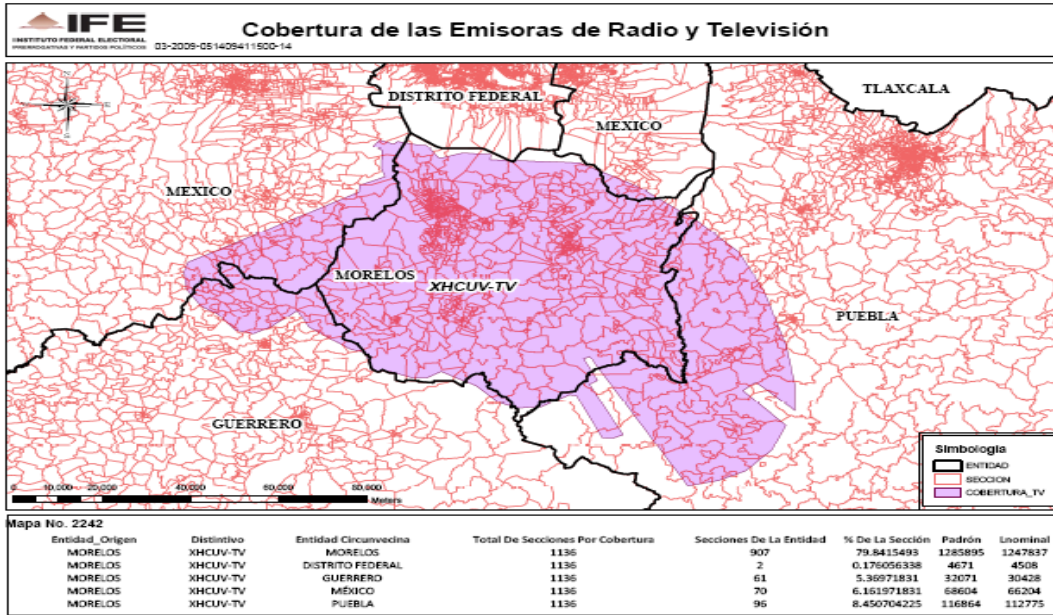 IFE
INSTITUTO FEDERAL ELECTORAL
PRERROGATIVAS Y PARTIDOS POLÍTICOS
03-2009-051409411500-14
Cobertura de las Emisoras de Radio y Televisión
DISTRITO FEDERAL
TLAXCALA
MEXICO
MEXICO
MORELOS
XHCUV-TV
PUEBLA
GUERRERO
Simbologia
ENTIDAD
SECCION
COBERTURA_TV
0 10,000 20,000 40,000 60,000 80,000 Meters
Mapa No. 2242
Entidad_Origen Distintivo Entidad Circunvecina Total De Secciones Por Cobertura Secciones De La Entidad % De La Sección Padrón Lnominal
MORELOS XHCUV-TV MORELOS 1136 907 79.8415493 1285895 1247837
MORELOS XHCUV-TV DISTRITO FEDERAL 1136 2 0.176056338 4671 4508
MORELOS XHCUV-TV GUERRERO 1136 61 5.36971831 32071 30428
MORELOS XHCUV-TV MÉXICO 1136 70 6.161971831 68604 66204
MORELOS XHCUV-TV PUEBLA 1136 96 8.450704225 116864 112775